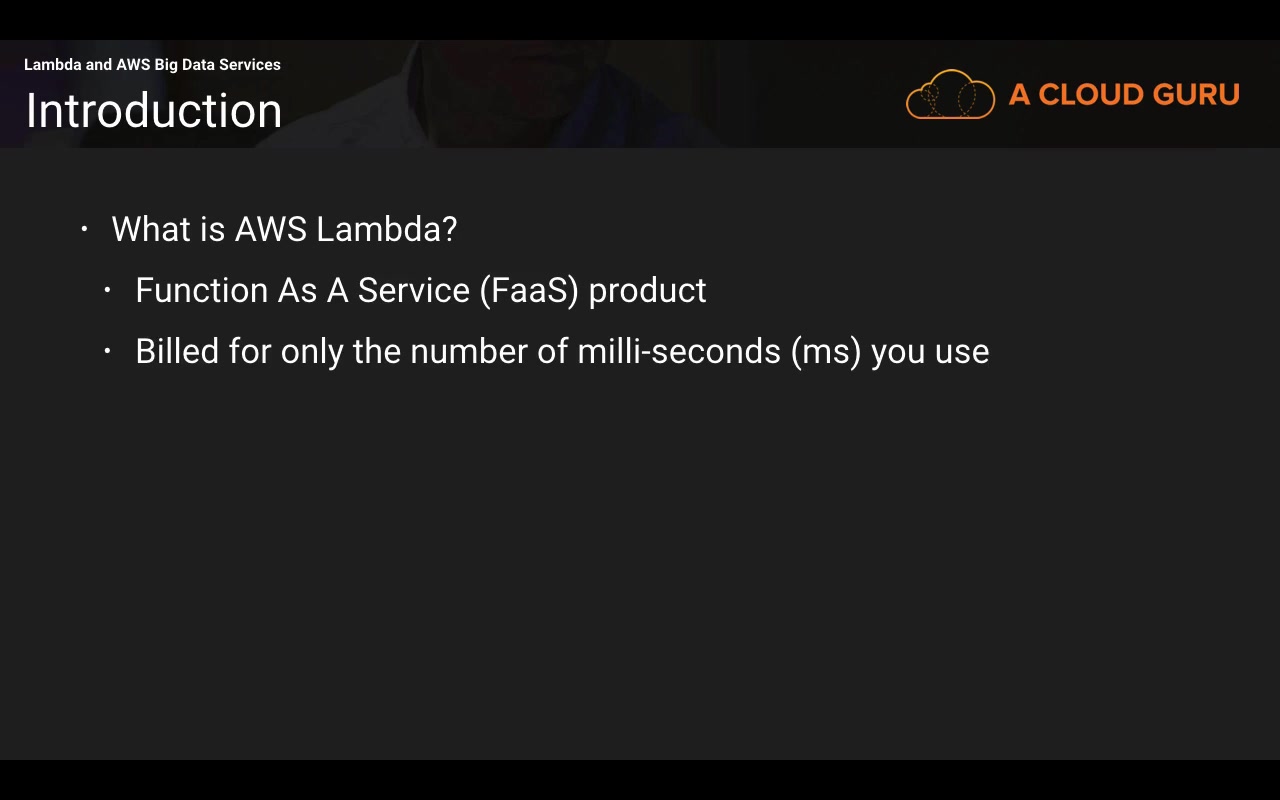 Lambda and AWS Big Data Services
Introduction
A CLOUD GURU
• What is AWS Lambda?
• Function As A Service (FaaS) product
• Billed for only the number of milli-seconds (ms) you use